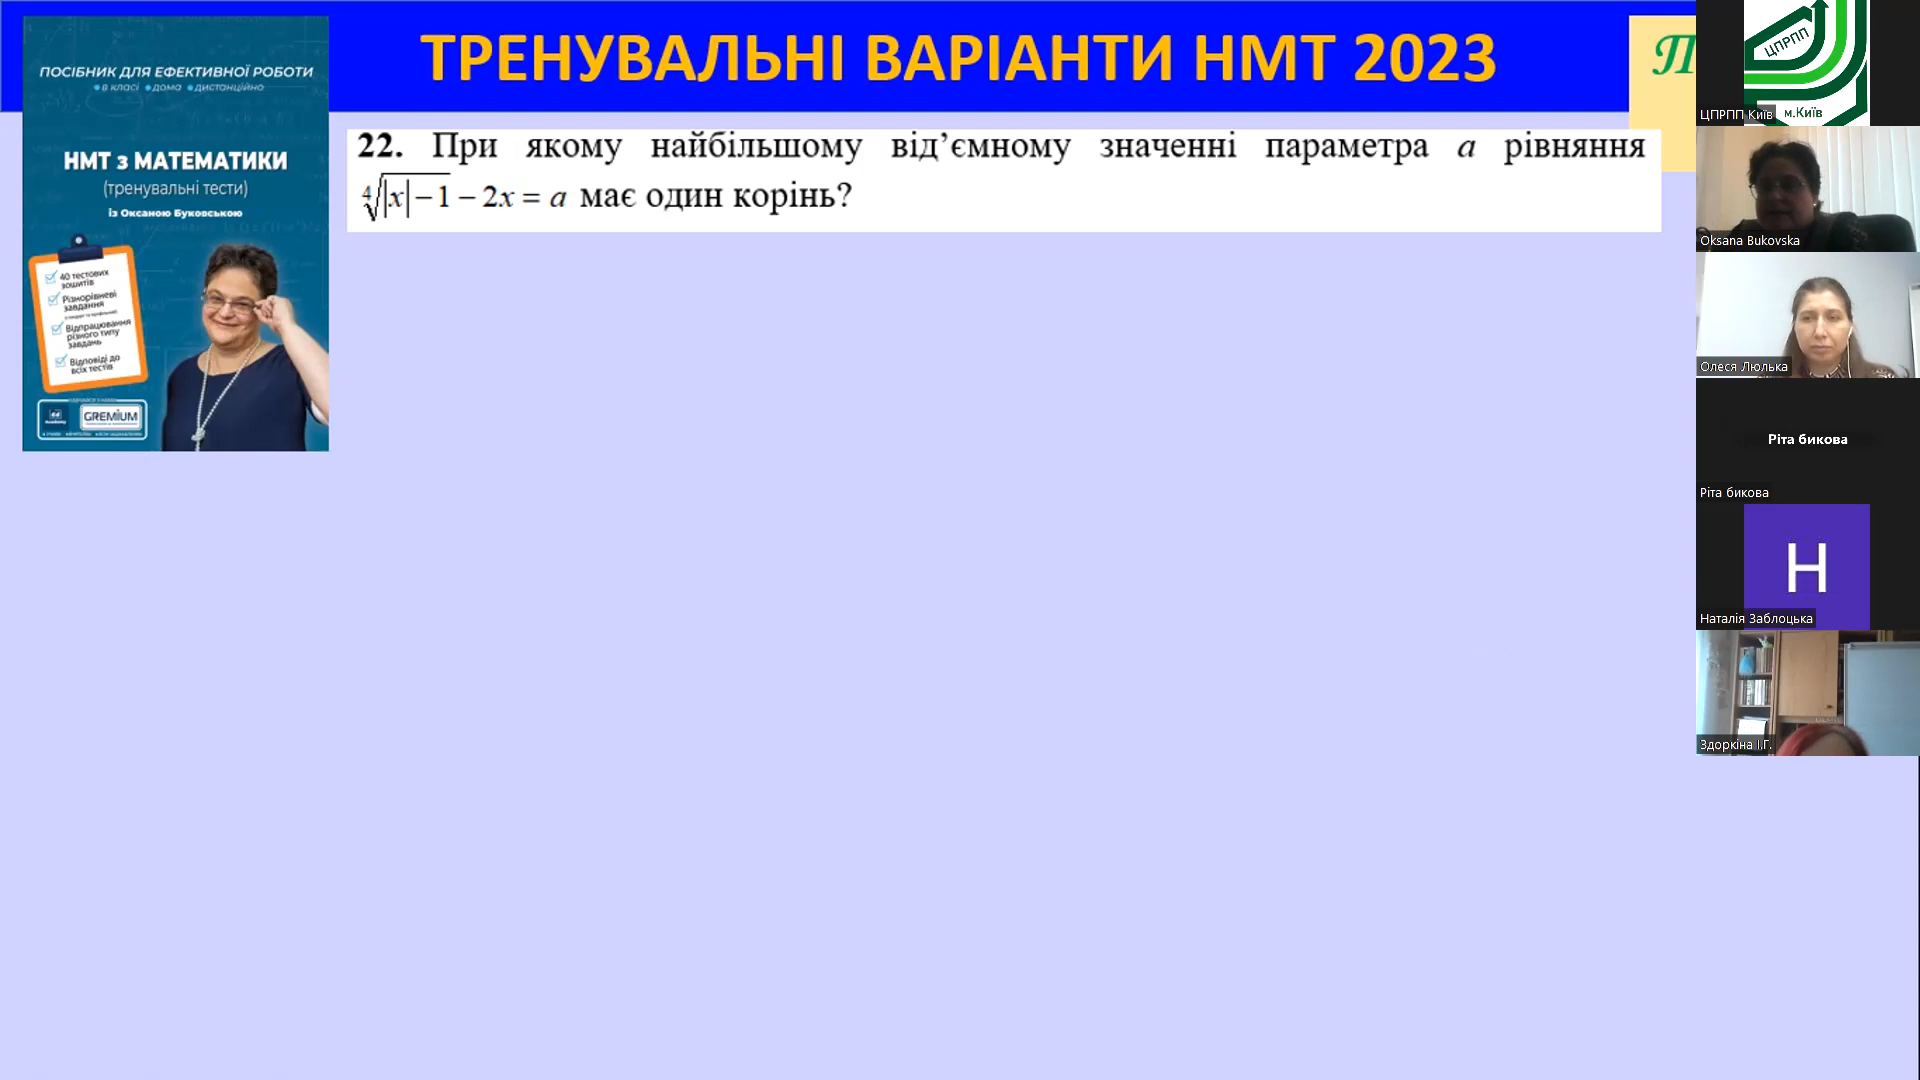 ТРЕНУВАЛЬНІ ВАРІАНТИ НМТ 2023
П
ПОСІБНИК ДЛЯ ЕФЕКТИВНОЇ РОБОТИ
• в класі • дома • дистанційно
НМТ з МАТЕМАТИКИ
(тренувальні тести)
із Оксаною Буковською
40 тестових
зошитів
Різнорівневі
завдання
Відпрацювання
різного типу
завдань
Відповіді до
всіх тестів
GREMIUM
22. При якому найбільшому від’ємному значенні параметра a рівняння
∜(|x| − 1) − 2x = a має один корінь?
ЦПРПП
м.Київ
ЦПРПП Київ
Oksana Bukovska
Олеся Люлька
Ріта бикова
Ріта бикова
Н
Наталія Заблоцька
Здоркіна І.Г.